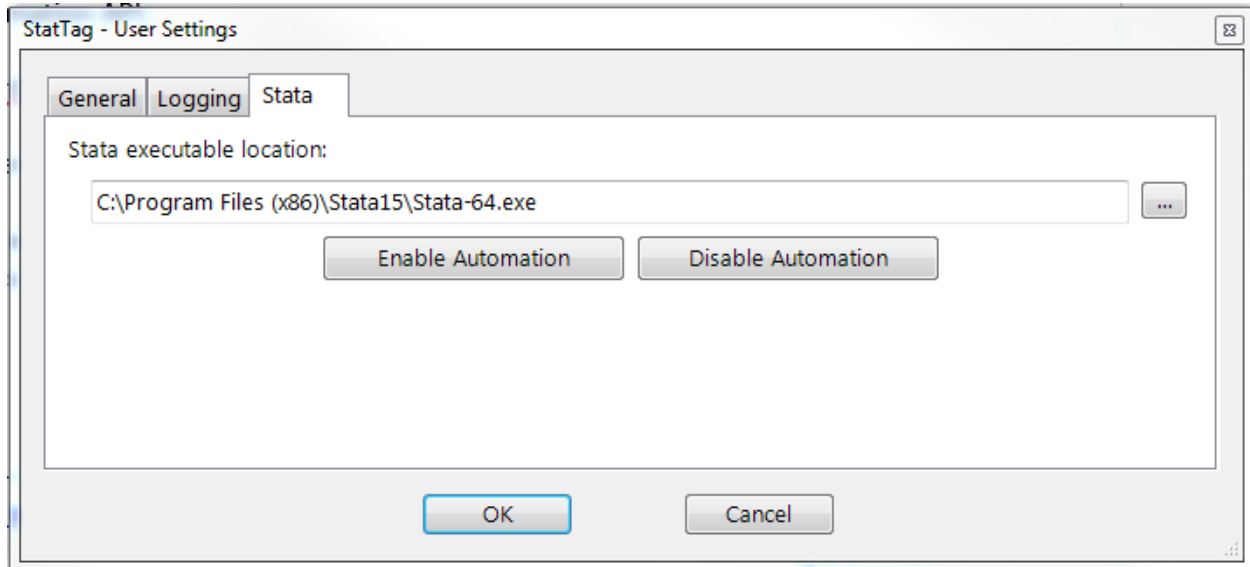 StatTag - User Settings
General Logging Stata
Stata executable location:
C:\Program Files (x86)\Stata15\Stata-64.exe
...
Enable Automation Disable Automation
OK Cancel